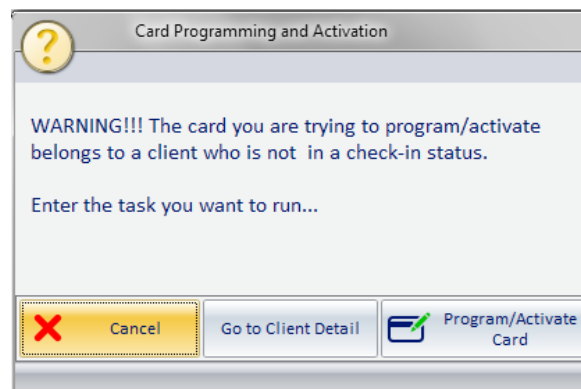 Card Programming and Activation
WARNING!!! The card you are trying to program/activate
belongs to a client who is not in a check-in status.
Enter the task you want to run...
Cancel
Go to Client Detail
Program/Activate
Card